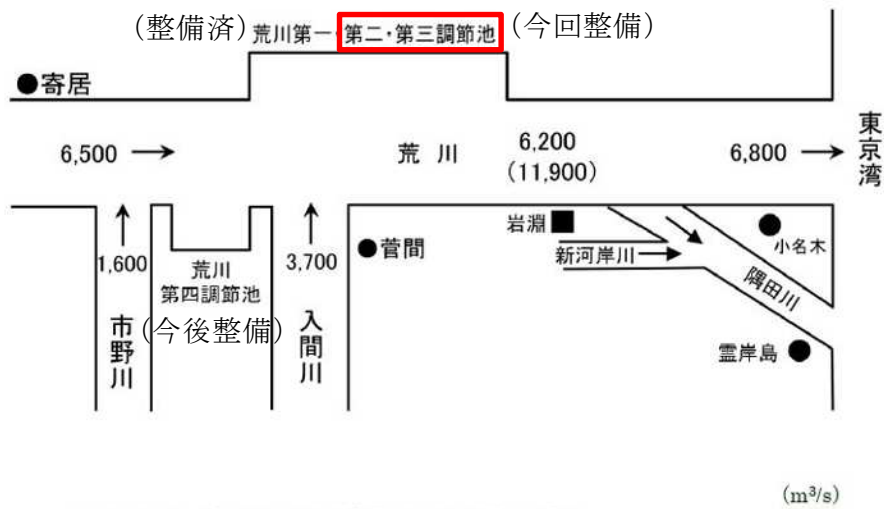 (整備済) 荒川第一・第二・第三調節池 (今回整備)
●寄居
6,500 → 荒川 6,200 6,800 →
(11,900)
東京湾
岩淵■
●小名木
1,600
荒川
第四調節池
3,700
●菅間
新河岸川→
隅田川
市野川
(今後整備)
入間川
霊岸島●
(m³/s)